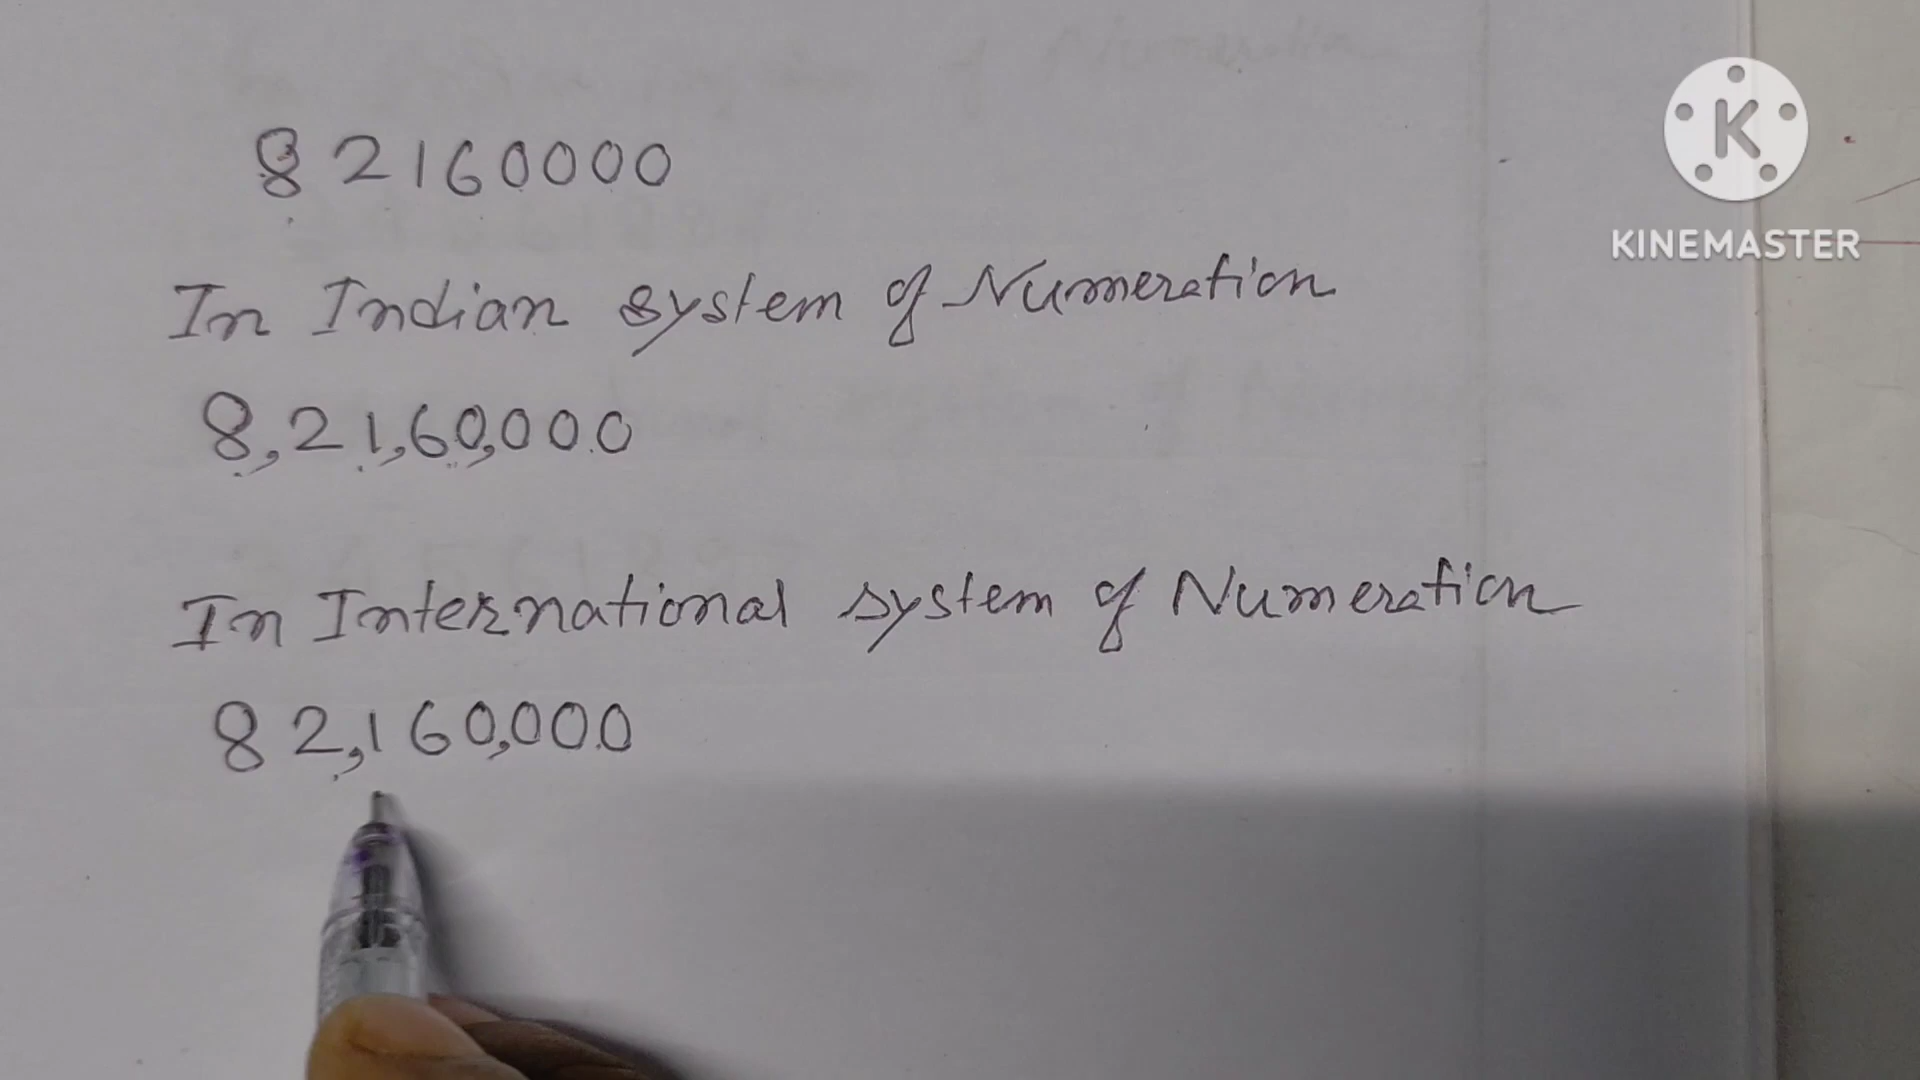 82160000
KINEMASTER
In Indian system of Numeration
8,21,60,000
In International system of Numeration
82,160,000